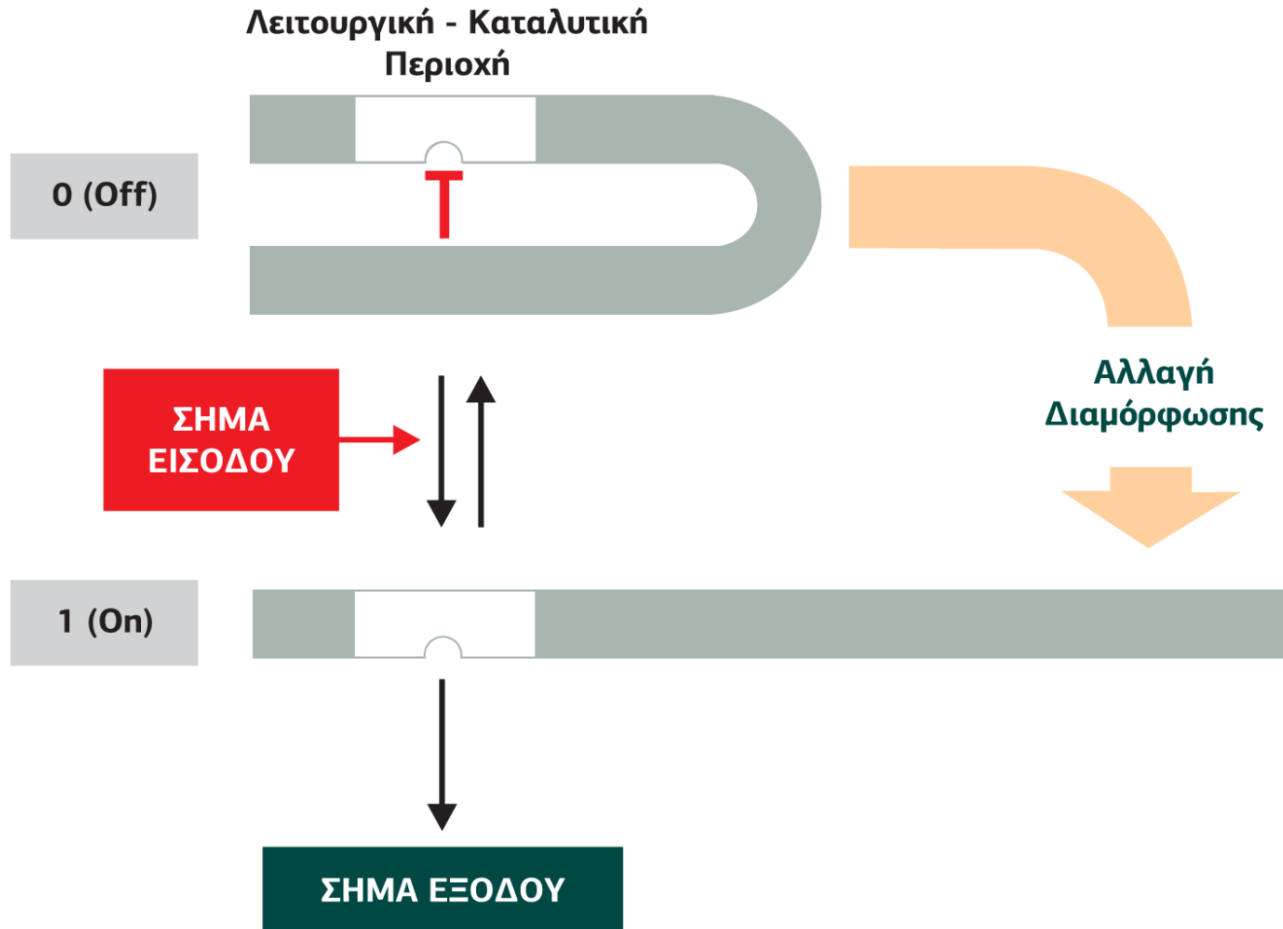 Λειτουργική - Καταλυτική
Περιοχή
0 (Off)
ΣΗΜΑ
ΕΙΣΟΔΟΥ
Αλλαγή
Διαμόρφωσης
1 (On)
ΣΗΜΑ ΕΞΟΔΟΥ